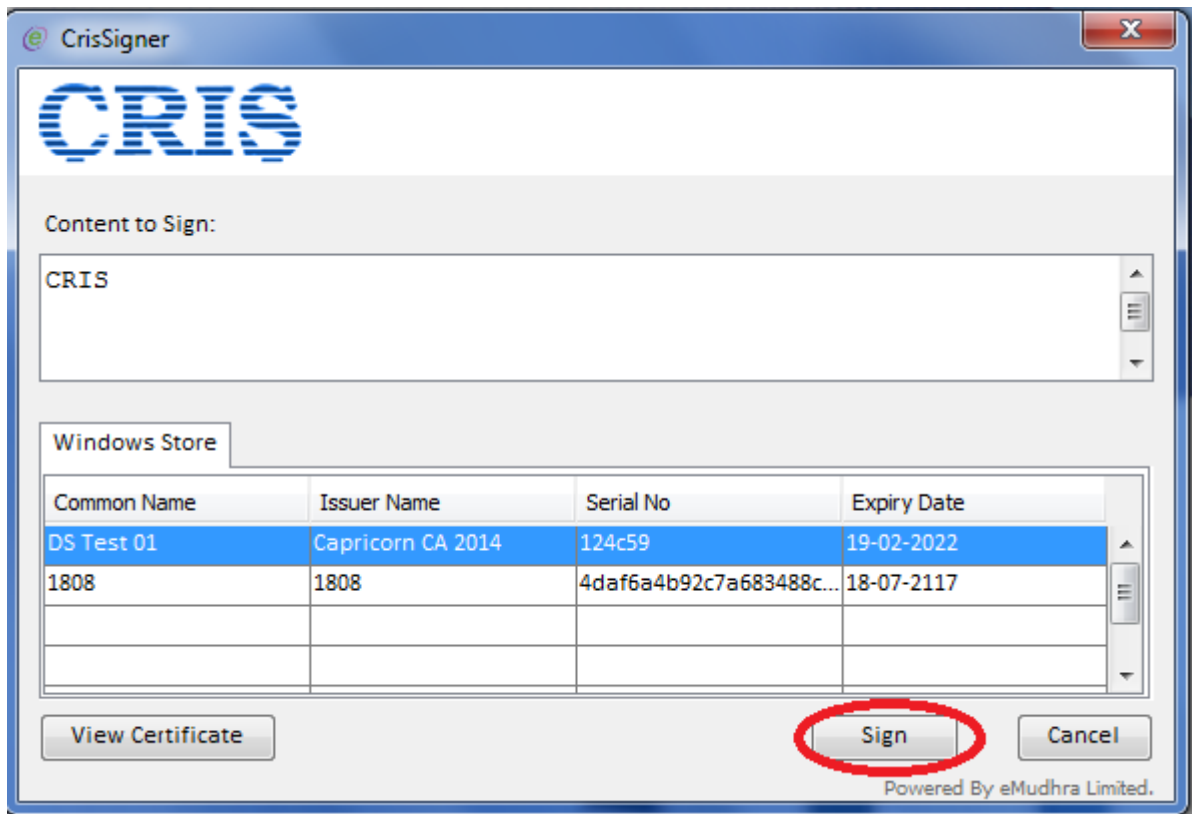 CrisSigner
CRIS
Content to Sign:
CRIS
Windows Store
Common Name Issuer Name Serial No Expiry Date
DS Test 01 Capricorn CA 2014 124c59 19-02-2022
1808 1808 4daf6a4b92c7a683488c... 18-07-2117
View Certificate Sign Cancel
Powered By eMudhra Limited.